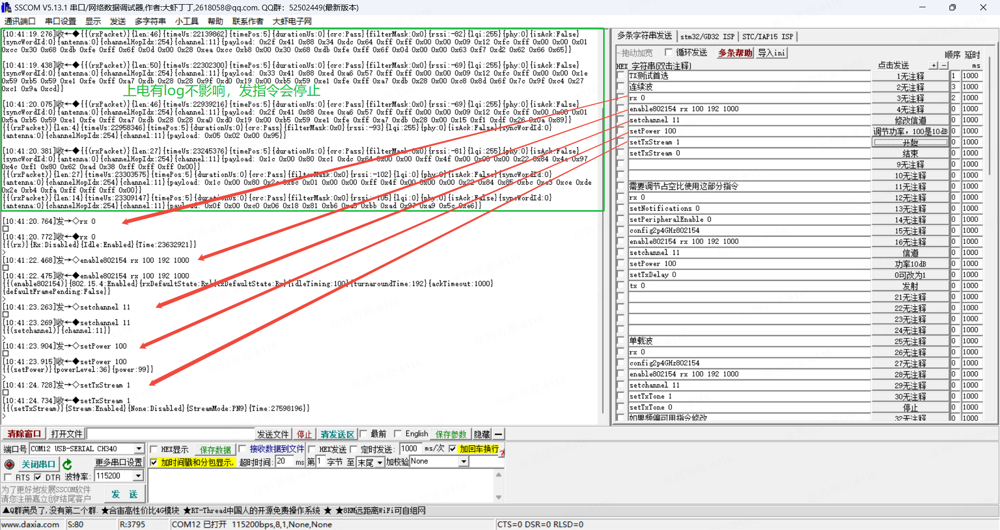 SSCOM V5.13.1 串口/网络数据调试器,作者:大虾丁丁,2618058@qq.com. QQ群: 52502449(最新版本)
通讯端口 串口设置 显示 发送 多字符串 小工具 帮助 联系作者 大虾电子网
[10:41:19.276]收←◆{{(rxPacket)}{len:46}{timeUs:22139862}{timePos:5}{durationUs:0}{crc:Pass}{filterMask:0x0}{rssi:-82}{lqi:255}{phy:0}{isAck:False}
{syncWordId:0}{antenna:0}{channelHopIdx:254}{channel:11}{payload: 0x2f 0x41 0x88 0x34 0xdc 0x64 0xff 0xff 0x00 0x00 0x09 0x12 0xfc 0xff 0x00 0x00 0x01
0xcc 0x30 0x68 0xdb 0xfe 0xff 0x6f 0x0d 0x00 0x28 0xea 0xcc 0xb8 0x00 0x30 0x68 0xdb 0xfe 0xff 0x6f 0x0d 0x00 0x00 0x63 0xf7 0xd2 0x62 0x66 0x65}}
[10:41:19.438]收←◆{{(rxPacket)}{len:50}{timeUs:22302300}{timePos:5}{durationUs:0}{crc:Pass}{filterMask:0x0}{rssi:-69}{lqi:255}{phy:0}{isAck:False}
{syncWordId:0}{antenna:0}{channelHopIdx:254}{channel:11}{payload: 0x33 0x41 0x88 0xed 0xa6 0x57 0xff 0xff 0x00 0x00 0x09 0x12 0xfc 0xff 0x00 0x00 0x1e
0x59 0xb5 0x59 0xe1 0xfe 0xff 0xa7 0xdb 0x28 0x28 0x9f 0xd0 0x19 0x00 0xb5 0x59 0xe1 0xfe 0xff 0xa7 0xdb 0x28 0x00 0xc8 0x8d 0x6f 0x7c 0x9f 0xc4 0x27
0xc1 0x9a 0xcd}}
上电有log不影响，发指令会停止
[10:41:20.075]收←◆{{(rxPacket)}{len:46}{timeUs:22939216}{timePos:5}{durationUs:0}{crc:Pass}{filterMask:0x0}{rssi:-69}{lqi:255}{phy:0}{isAck:False}
{syncWordId:0}{antenna:0}{channelHopIdx:254}{channel:11}{payload: 0x2f 0x41 0x88 0xee 0xa6 0x57 0xff 0xff 0x00 0x00 0x09 0x12 0xfc 0xff 0x00 0x00 0x01
0x5a 0xb5 0x59 0xe1 0xfe 0xff 0xa7 0xdb 0x28 0x28 0xa0 0xd0 0x19 0x00 0xb5 0x59 0xe1 0xfe 0xff 0xa7 0xdb 0x28 0x00 0x15 0xf1 0xdf 0x26 0x0a 0x89}}
{{(rxPacket)}{len:4}{timeUs:22958346}{timePos:5}{durationUs:0}{crc:Pass}{filterMask:0x0}{rssi:-93}{lqi:255}{phy:0}{isAck:False}{syncWordId:0}
{antenna:0}{channelHopIdx:254}{channel:11}{payload: 0x05 0x02 0x00 0x95}}
[10:41:20.381]收←◆{{(rxPacket)}{len:27}{timeUs:23245376}{timePos:5}{durationUs:0}{crc:Pass}{filterMask:0x0}{rssi:-81}{lqi:255}{phy:0}{isAck:False}
{syncWordId:0}{antenna:0}{channelHopIdx:254}{channel:11}{payload: 0x1c 0x00 0x80 0xc1 0xdc 0x64 0x00 0x00 0x00 0xff 0x4f 0x00 0x00 0x00 0x22 0x84 0x4e 0x97
0x4c 0xf1 0x80 0x62 0xad 0x38 0xff 0xff 0xff 0x00}}
{{(rxPacket)}{len:27}{timeUs:23303575}{timePos:5}{durationUs:0}{crc:Pass}{filterMask:0x0}{rssi:-102}{lqi:0}{phy:0}{isAck:False}{syncWordId:0}
{antenna:0}{channelHopIdx:254}{channel:11}{payload: 0x1c 0x00 0x80 0xbc 0x01 0x00 0x00 0x00 0xff 0x4f 0x00 0x00 0x00 0x22 0x84 0x85 0xbc 0xce 0xde
0x2e 0xb4 0xfa 0xff 0xff 0xff 0x00}}
{{(rxPacket)}{len:14}{timeUs:23309147}{timePos:5}{durationUs:0}{crc:Pass}{filterMask:0x0}{rssi:-105}{lqi:0}{phy:0}{isAck:False}{syncWordId:0}
{antenna:0}{channelHopIdx:254}{channel:11}{payload: 0x0f 0x00 0xc0 0x06 0x18 0x81 0xb6 0xbb 0xad 0x97 0xa9 0x5c 0xe6}}
[10:41:20.764]发→◇rx 0
□
[10:41:20.772]收←◆rx 0
{{(rx)}{Rx:Disabled}{Idle:Enabled}{Time:23632921}}
>
[10:41:22.468]发→◇enable802154 rx 100 192 1000
□
[10:41:22.475]收←◆enable802154 rx 100 192 1000
{{(enable802154)}{802.15.4:Enabled}{rxDefaultState:Rx}{txDefaultState:Rx}{idleTiming:100}{turnaroundTime:192}{ackTimeout:1000}
{defaultFramePending:False}}
>
[10:41:23.263]发→◇setchannel 11
□
[10:41:23.269]收←◆setchannel 11
{{(setchannel)}{channel:11}}
>
[10:41:23.904]发→◇setPower 100
□
[10:41:23.915]收←◆setPower 100
{{(setPower)}{powerLevel:36}{power:99}}
>
[10:41:24.728]发→◇setTxStream 1
□
[10:41:24.734]收←◆setTxStream 1
{{(setTxStream)}{Stream:Enabled}{None:Disabled}{StreamMode:PN9}{Time:27598196}}
>
多条字符串发送 stm32/GD32 ISP STC/IAP15 ISP
←拖动加宽 循环发送 多条帮助 导入ini 顺序 延时
HEX 字符串(双击注释) 点击发送 + − ms
TX测试首选 1无注释 1 1000
连续波 2无注释 3 1000
rx 0 3无注释 2 1000
enable802154 rx 100 192 1000 4无注释 0 1000
setchannel 11 修改信道 0 1000
setPower 100 调节功率，100是10dB 0 1000
setTxStream 1 开始 0 1000
setTxStream 0 结束 0 1000
9无注释 0 1000
10无注释 0 1000
需要调节占空比使用这部分指令 11无注释 0 1000
rx 0 12无注释 0 1000
setNotifications 0 13无注释 0 1000
setPeripheralEnable 0 14无注释 0 1000
config2p4GHz802154 15无注释 0 1000
enable802154 rx 100 192 1000 16无注释 0 1000
setchannel 11 信道 0 1000
setPower 100 功率10dB 0 1000
setTxDelay 0 0可改为1 0 1000
tx 0 发射 0 1000
21无注释 0 1000
22无注释 0 1000
23无注释 0 1000
24无注释 0 1000
单载波 25无注释 0 1000
rx 0 26无注释 0 1000
config2p4GHz802154 27无注释 0 1000
enable802154 rx 100 192 1000 28无注释 0 1000
setchannel 11 29无注释 0 1000
setTxTone 1 30无注释 0 1000
setTxTone 0 停止 0 1000
如果频偏可用指令修改 32无注释 0 1000
清除窗口 打开文件 发送文件 停止 清发送区 最前 English 保存参数 隐藏 —
端口号 COM12 USB-SERIAL CH340 HEX显示 保存数据 接收数据到文件 HEX发送 定时发送: 1000 ms/次 加回车换行 ?
关闭串口 更多串口设置 加时间戳和分包显示, 超时时间: 20 ms 第 1 字节 至 末尾 加校验 None
RTS DTR 波特率: 115200
为了更好地发展SSCOM软件
请您注册嘉立创F结尾客户
发 送
▲Q群满员了,没有第二个群. ★合宙高性价比4G模块 ★RT-Thread中国人的开源免费操作系统 ★ ★8KM远距离WiFi可自组网
www.daxia.com S:80 R:3795 COM12 已打开 115200bps,8,1,None,None CTS=0 DSR=0 RLSD=0